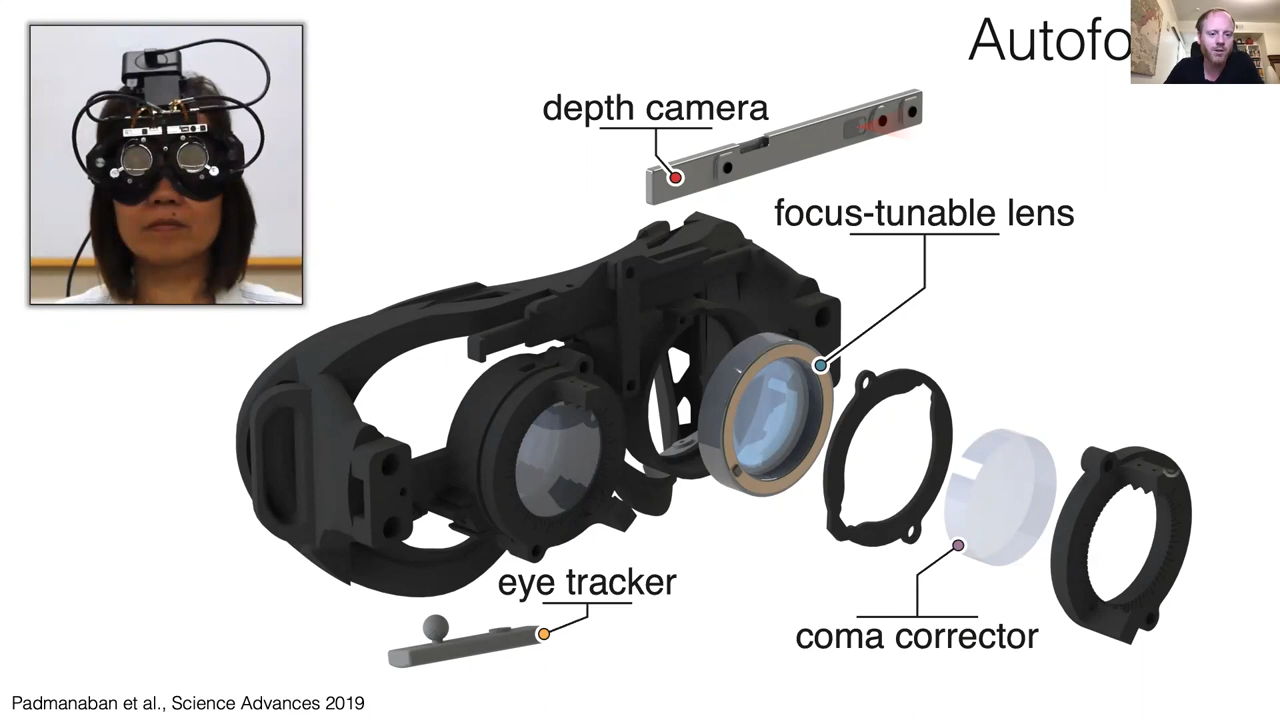 Autofo
depth camera
focus-tunable lens
eye tracker
coma corrector
Padmanaban et al., Science Advances 2019